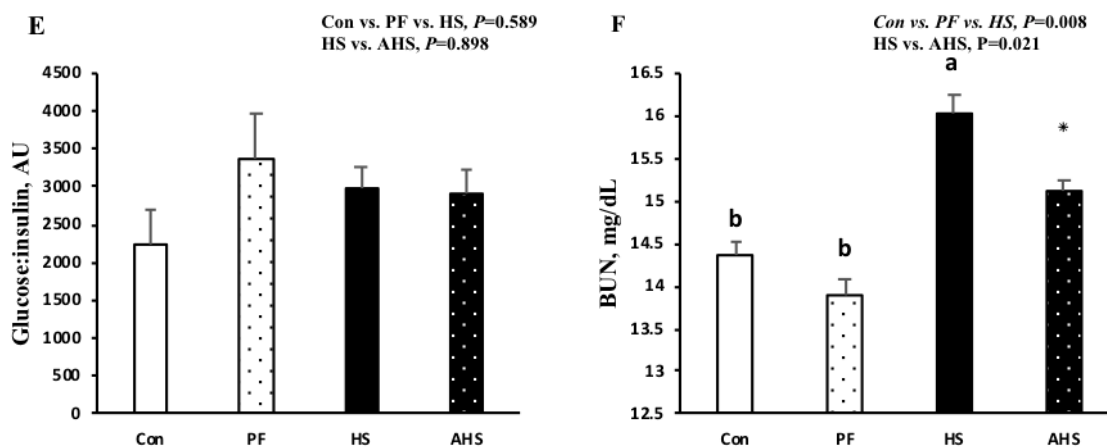 E
Con vs. PF vs. HS, P=0.589
HS vs. AHS, P=0.898
Glucose:insulin, AU
4500
4000
3500
3000
2500
2000
1500
1000
500
0
Con PF HS AHS
F
Con vs. PF vs. HS, P=0.008
HS vs. AHS, P=0.021
BUN, mg/dL
16.5
16
15.5
15
14.5
14
13.5
13
12.5
b
b
a
*
Con PF HS AHS